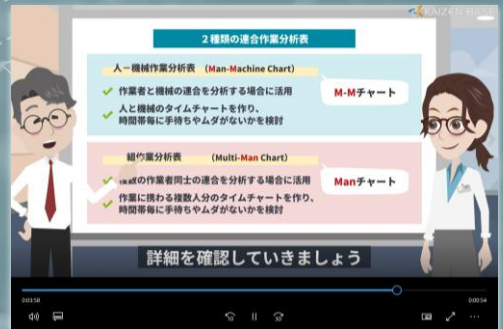 KAIZEN BASE
2種類の連合作業分析表
人－機械作業分析表 （Man-Machine Chart）
作業者と機械の連合を分析する場合に活用
人と機械のタイムチャートを作り、
時間帯毎に手待ちやムダがないかを検討
M-Mチャート
組作業分析表 （Multi-Man Chart）
複数の作業者同士の連合を分析する場合に活用
作業に携わる複数人分のタイムチャートを作り、
時間帯毎に手待ちやムダがないかを検討
Manチャート
詳細を確認していきましょう
0:03:58
0:00:54
10
30